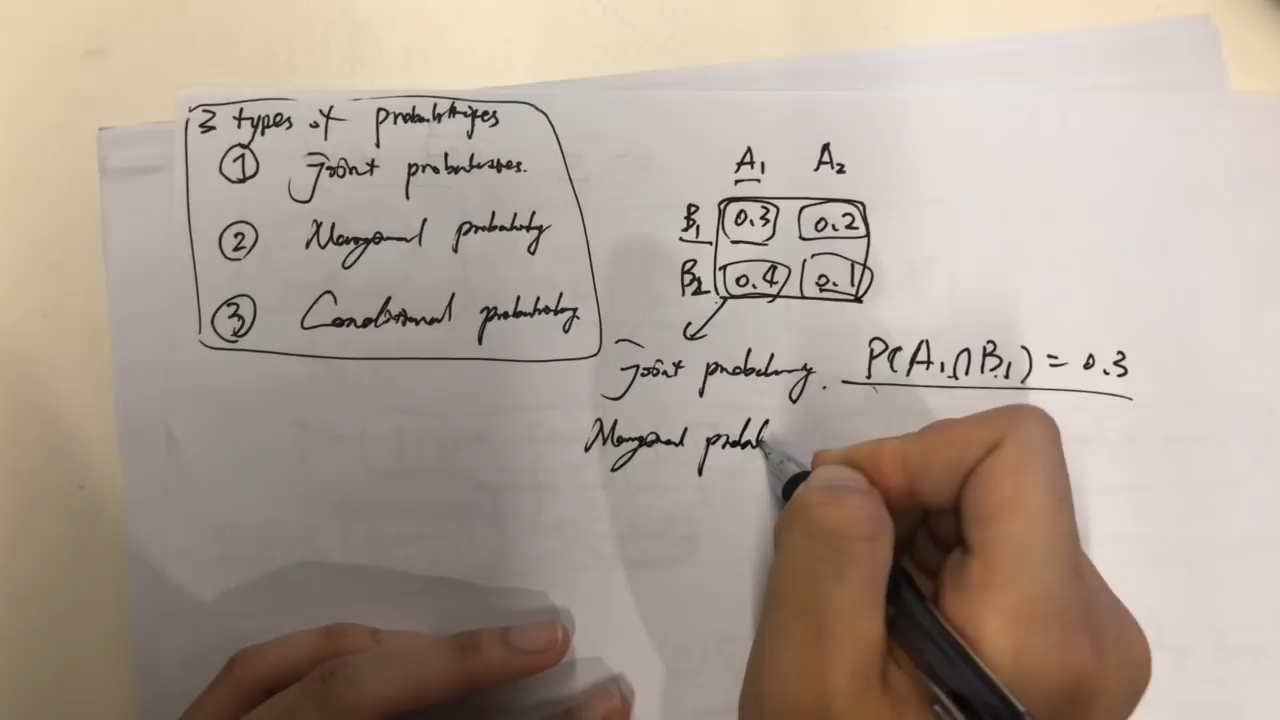 3 types of probabilities
① Joint probabilities.
② Marginal probability
③ Conditional probability
A₁ A₂
B₁ 0.3 0.2
B₂ 0.4 0.1
Joint probability. P(A₁∩B₁) = 0.3
Marginal probab